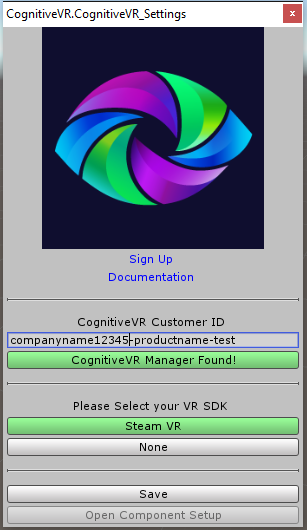 CognitiveVR.CognitiveVR_Settings
x
Sign Up
Documentation
CognitiveVR Customer ID
companyname12345-productname-test
CognitiveVR Manager Found!
Please Select your VR SDK
Steam VR
None
Save
Open Component Setup